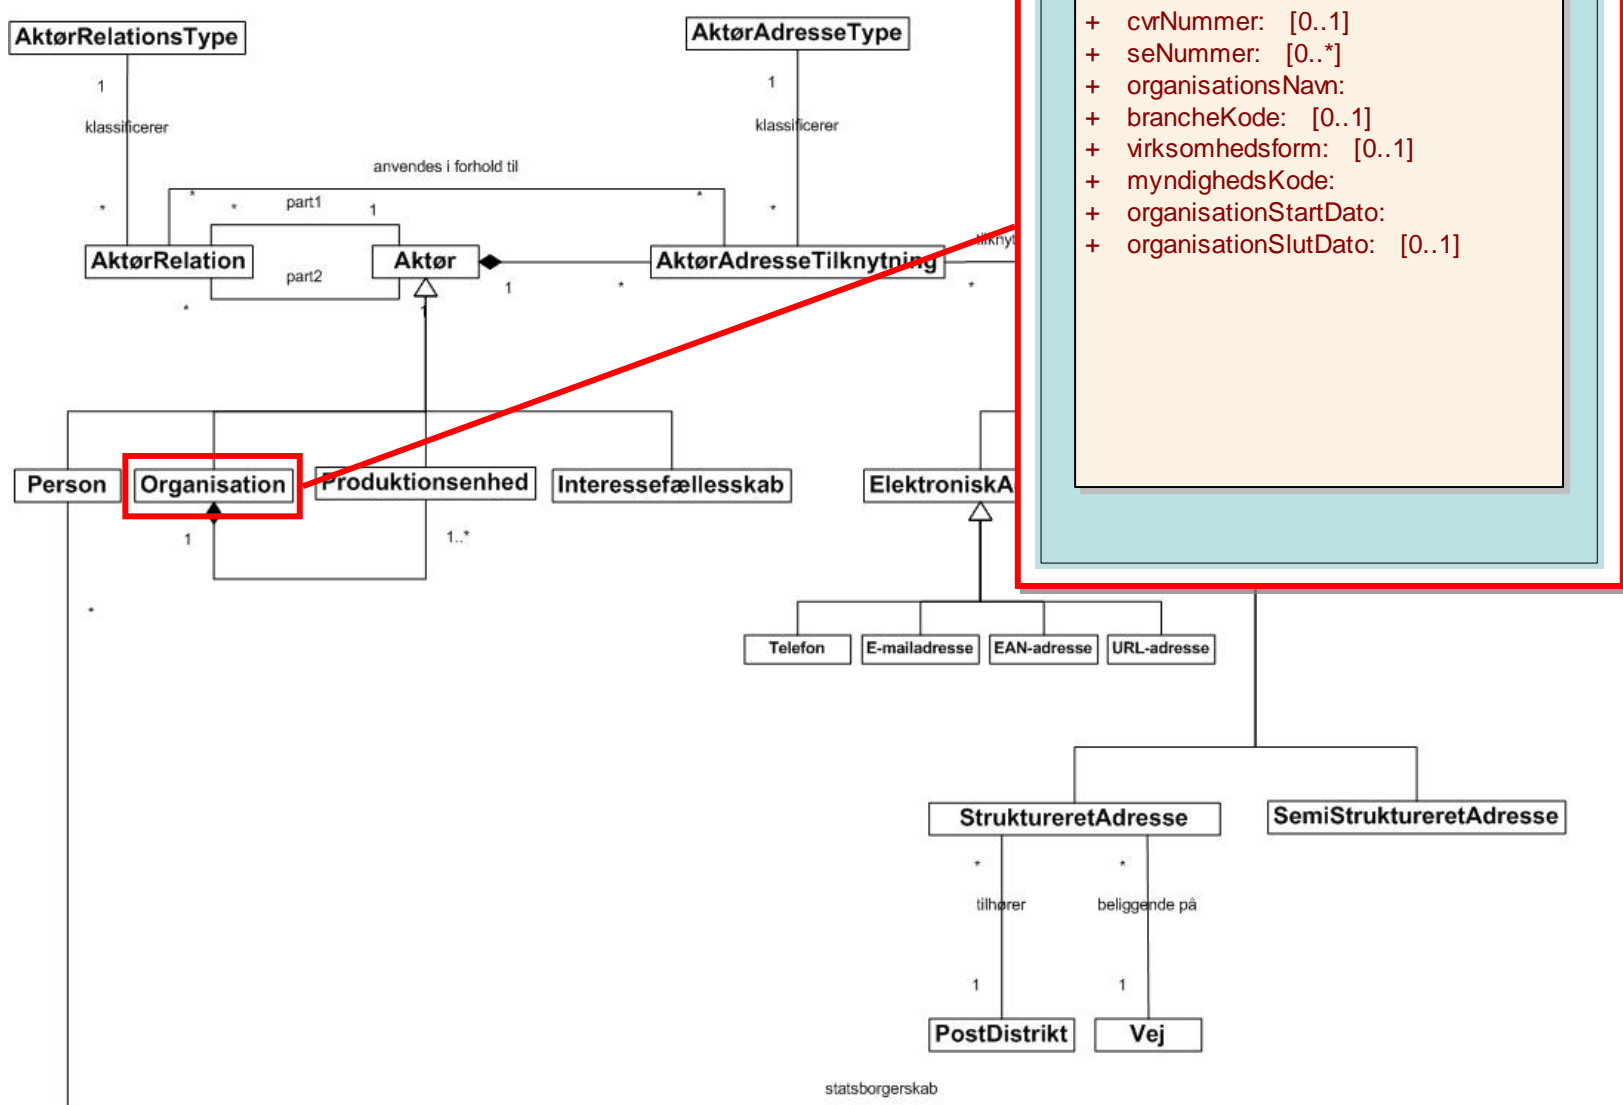 AktørRelationsType
AktørAdresseType
+ cvrNummer: [0..1]
+ seNummer: [0..*]
+ organisationsNavn:
+ brancheKode: [0..1]
+ virksomhedsform: [0..1]
+ myndighedsKode:
+ organisationStartDato:
+ organisationSlutDato: [0..1]
1
1
klassificerer
klassificerer
anvendes i forhold til
* * * *
* part1 1 *
AktørRelation
Aktør
AktørAdresseTilknytning
tilknyt
part2
* 1 1 * *
Person
Organisation
Produktionsenhed
Interessefællesskab
ElektroniskA
1 1..*
*
Telefon
E-mailadresse
EAN-adresse
URL-adresse
StruktureretAdresse
SemiStruktureretAdresse
* *
tilhører
beliggende på
1 1
PostDistrikt
Vej
statsborgerskab